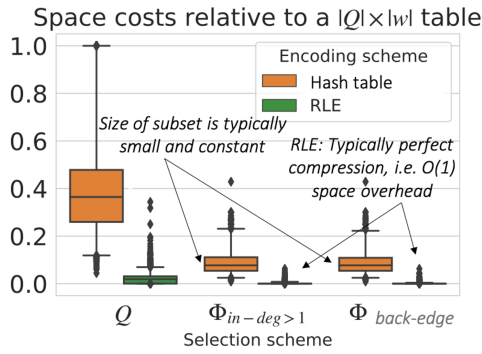 Space costs relative to a |Q|×|w| table
1.0
0.8
0.6
0.4
0.2
0.0
Encoding scheme
Hash table
RLE
Size of subset is typically
small and constant
RLE: Typically perfect
compression, i.e. O(1)
space overhead
Q
Φin−deg>1
Φ back-edge
Selection scheme